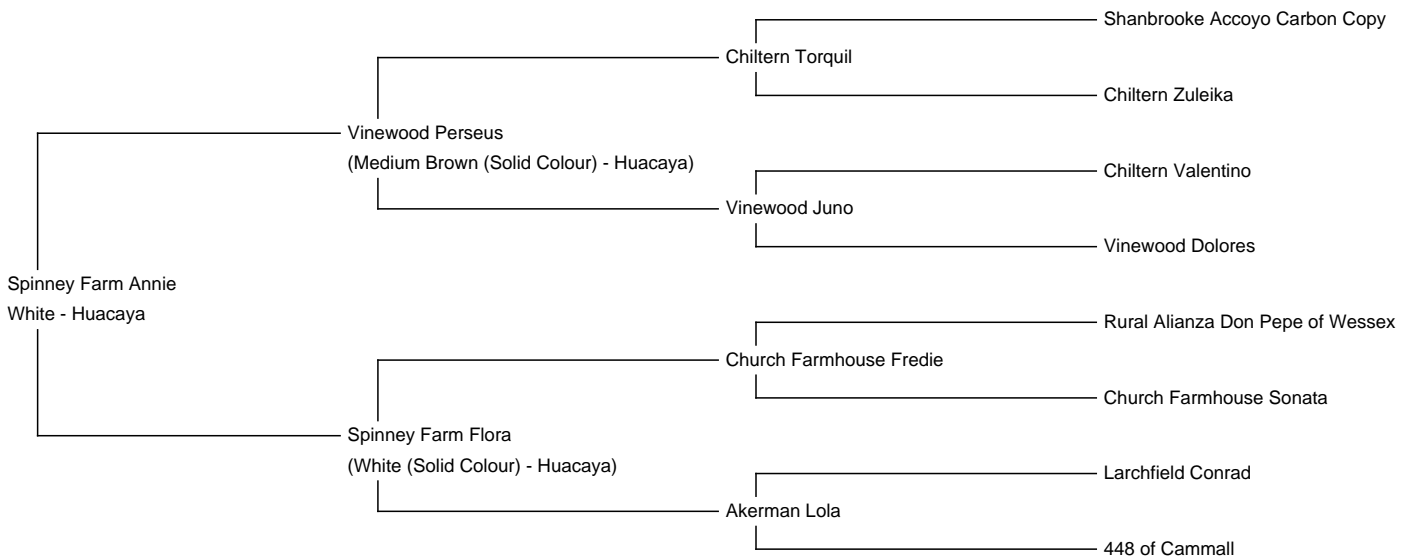 Shanbrooke Accoyo Carbon Copy
Chiltern Torquil
Chiltern Zuleika
Vinewood Perseus
(Medium Brown (Solid Colour) - Huacaya)
Chiltern Valentino
Vinewood Juno
Vinewood Dolores
Spinney Farm Annie
White - Huacaya
Rural Alianza Don Pepe of Wessex
Church Farmhouse Fredie
Church Farmhouse Sonata
Spinney Farm Flora
(White (Solid Colour) - Huacaya)
Larchfield Conrad
Akerman Lola
448 of Cammall